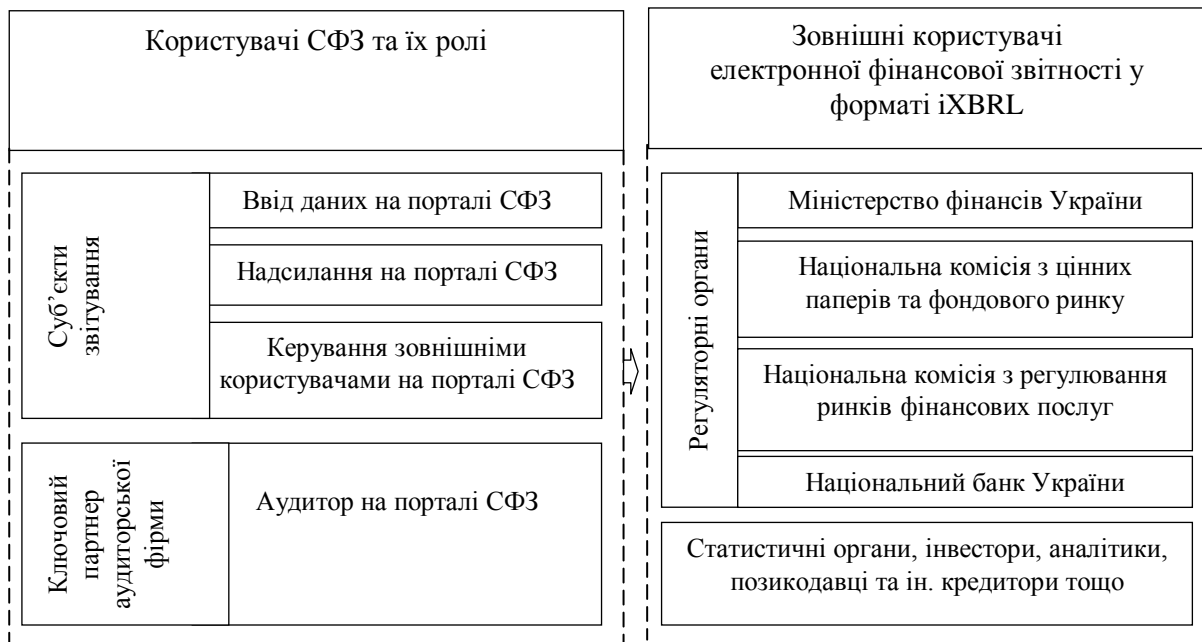 Користувачі СФЗ та їх ролі
Суб’єкти
звітування
Ввід даних на порталі СФЗ
Надсилання на порталі СФЗ
Керування зовнішніми
користувачами на порталі СФЗ
Ключовий
партнер
аудиторської
фірми
Аудитор на порталі СФЗ
Зовнішні користувачі
електронної фінансової звітності у
форматі iXBRL
Регуляторні органи
Міністерство фінансів України
Національна комісія з цінних
паперів та фондового ринку
Національна комісія з регулювання
ринків фінансових послуг
Національний банк України
Статистичні органи, інвестори, аналітики,
позикодавці та ін. кредитори тощо